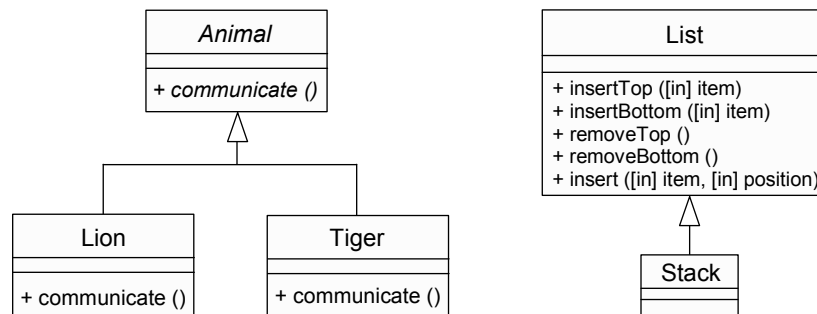 Animal
+ communicate ()
Lion
+ communicate ()
Tiger
+ communicate ()
List
+ insertTop ([in] item)
+ insertBottom ([in] item)
+ removeTop ()
+ removeBottom ()
+ insert ([in] item, [in] position)
Stack